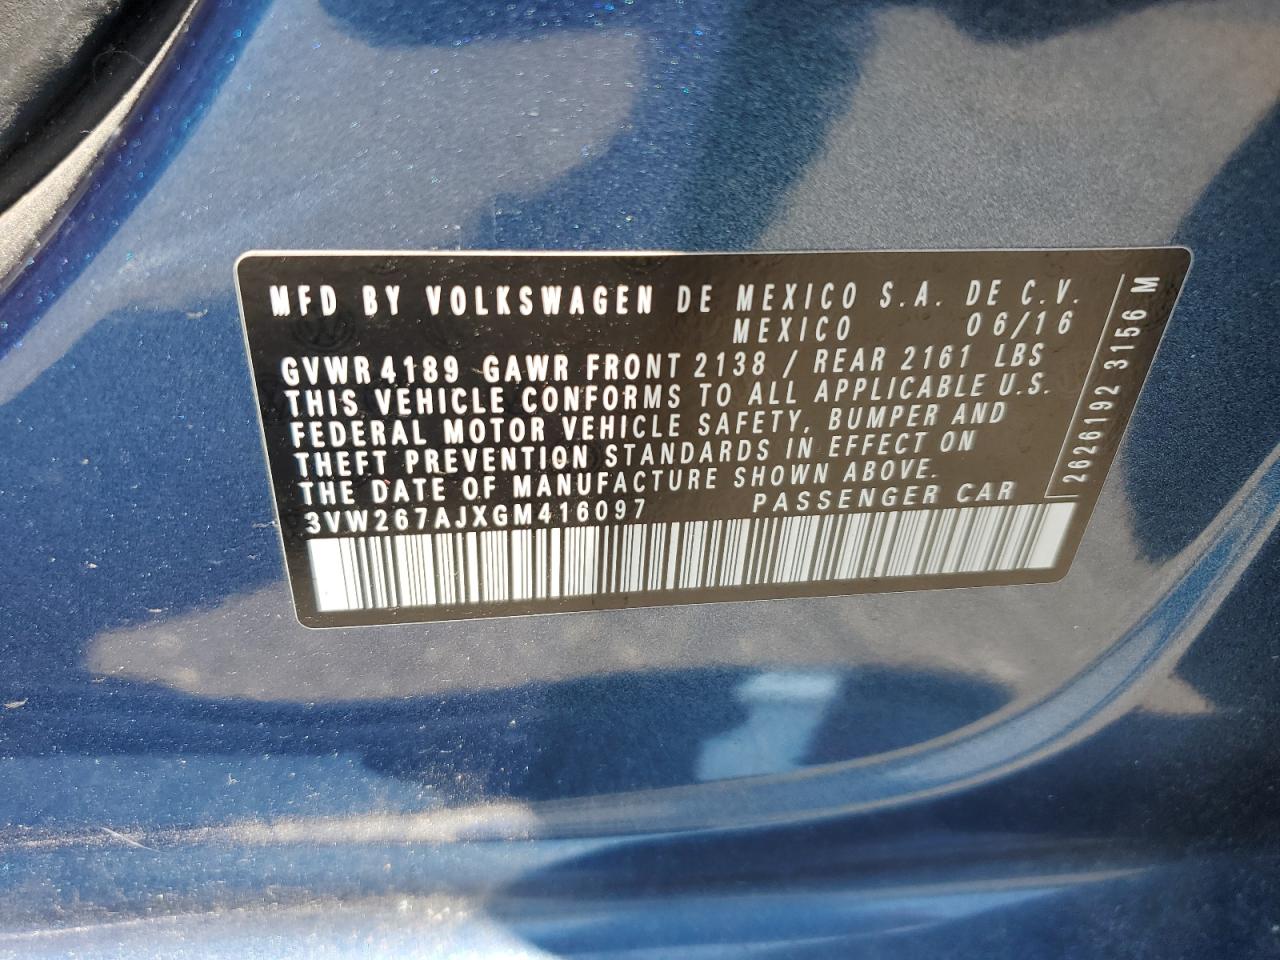 MFD BY VOLKSWAGEN DE MEXICO S.A. DE C.V.
MEXICO 06/16
GVWR 4189 GAWR FRONT 2138 / REAR 2161 LBS
THIS VEHICLE CONFORMS TO ALL APPLICABLE U.S.
FEDERAL MOTOR VEHICLE SAFETY, BUMPER AND
THEFT PREVENTION STANDARDS IN EFFECT ON
THE DATE OF MANUFACTURE SHOWN ABOVE.
3VW267AJXGM416097 PASSENGER CAR
2626192 3156 M